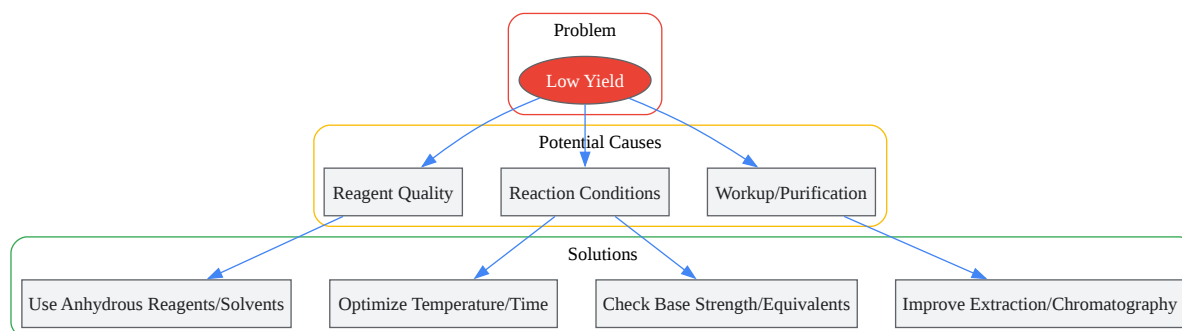 Problem
Low Yield
Potential Causes
Reagent Quality
Reaction Conditions
Workup/Purification
Solutions
Use Anhydrous Reagents/Solvents
Optimize Temperature/Time
Check Base Strength/Equivalents
Improve Extraction/Chromatography